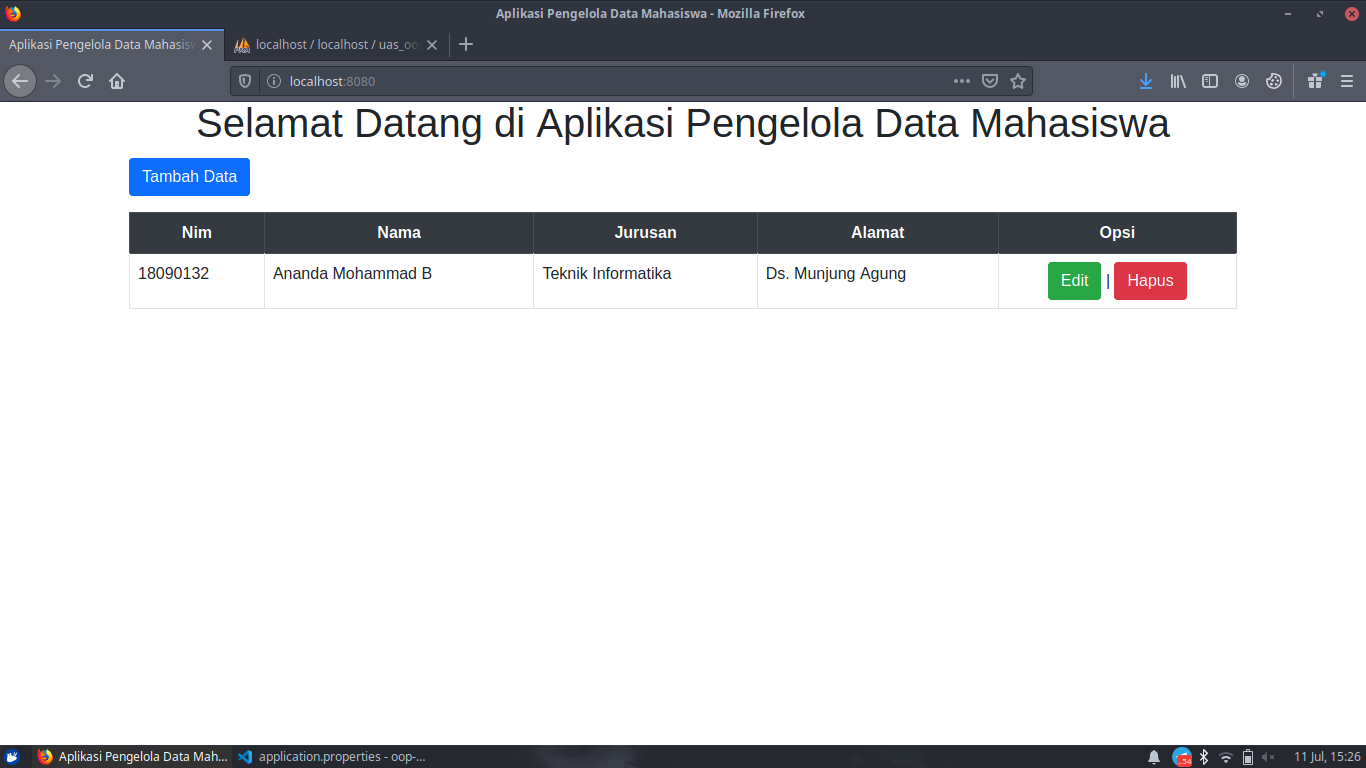 Aplikasi Pengelola Data Mahasiswa - Mozilla Firefox
Aplikasi Pengelola Data Mahasisw
localhost / localhost / uas_oo
localhost:8080
Selamat Datang di Aplikasi Pengelola Data Mahasiswa
Tambah Data
Nim Nama Jurusan Alamat Opsi
18090132 Ananda Mohammad B Teknik Informatika Ds. Munjung Agung Edit | Hapus
Aplikasi Pengelola Data Mah... application.properties - oop-... 11 Jul, 15:26